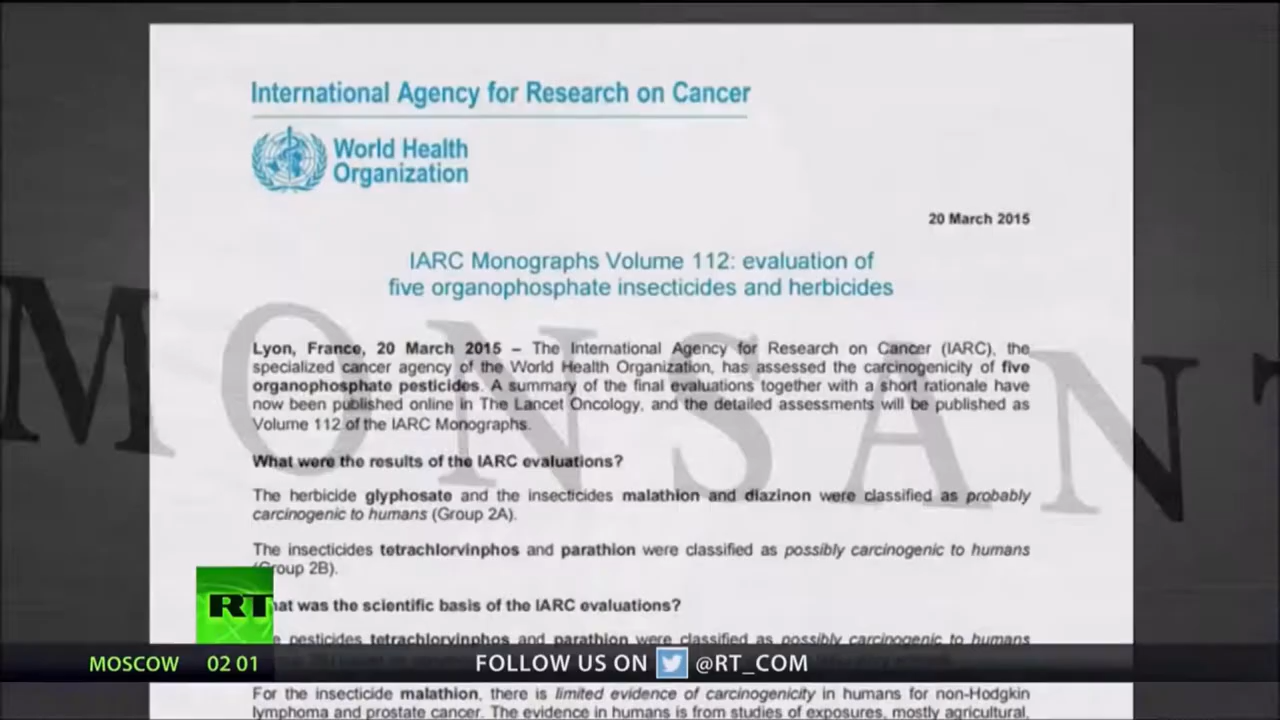 International Agency for Research on Cancer
World Health
Organization
20 March 2015
IARC Monographs Volume 112: evaluation of
five organophosphate insecticides and herbicides
Lyon, France, 20 March 2015 – The International Agency for Research on Cancer (IARC), the
specialized cancer agency of the World Health Organization, has assessed the carcinogenicity of five
organophosphate pesticides. A summary of the final evaluations together with a short rationale have
now been published online in The Lancet Oncology, and the detailed assessments will be published as
Volume 112 of the IARC Monographs.
MONSANT
What were the results of the IARC evaluations?
The herbicide glyphosate and the insecticides malathion and diazinon were classified as probably
carcinogenic to humans (Group 2A).
The insecticides tetrachlorvinphos and parathion were classified as possibly carcinogenic to humans
Group 2B).
RT
hat was the scientific basis of the IARC evaluations?
pesticides tetrachlorvinphos and parathion were classified as possibly carcinogenic to humans
MOSCOW 02 01 FOLLOW US ON @RT_COM
For the insecticide malathion, there is limited evidence of carcinogenicity in humans for non-Hodgkin
lymphoma and prostate cancer. The evidence in humans is from studies of exposures, mostly agricultural,